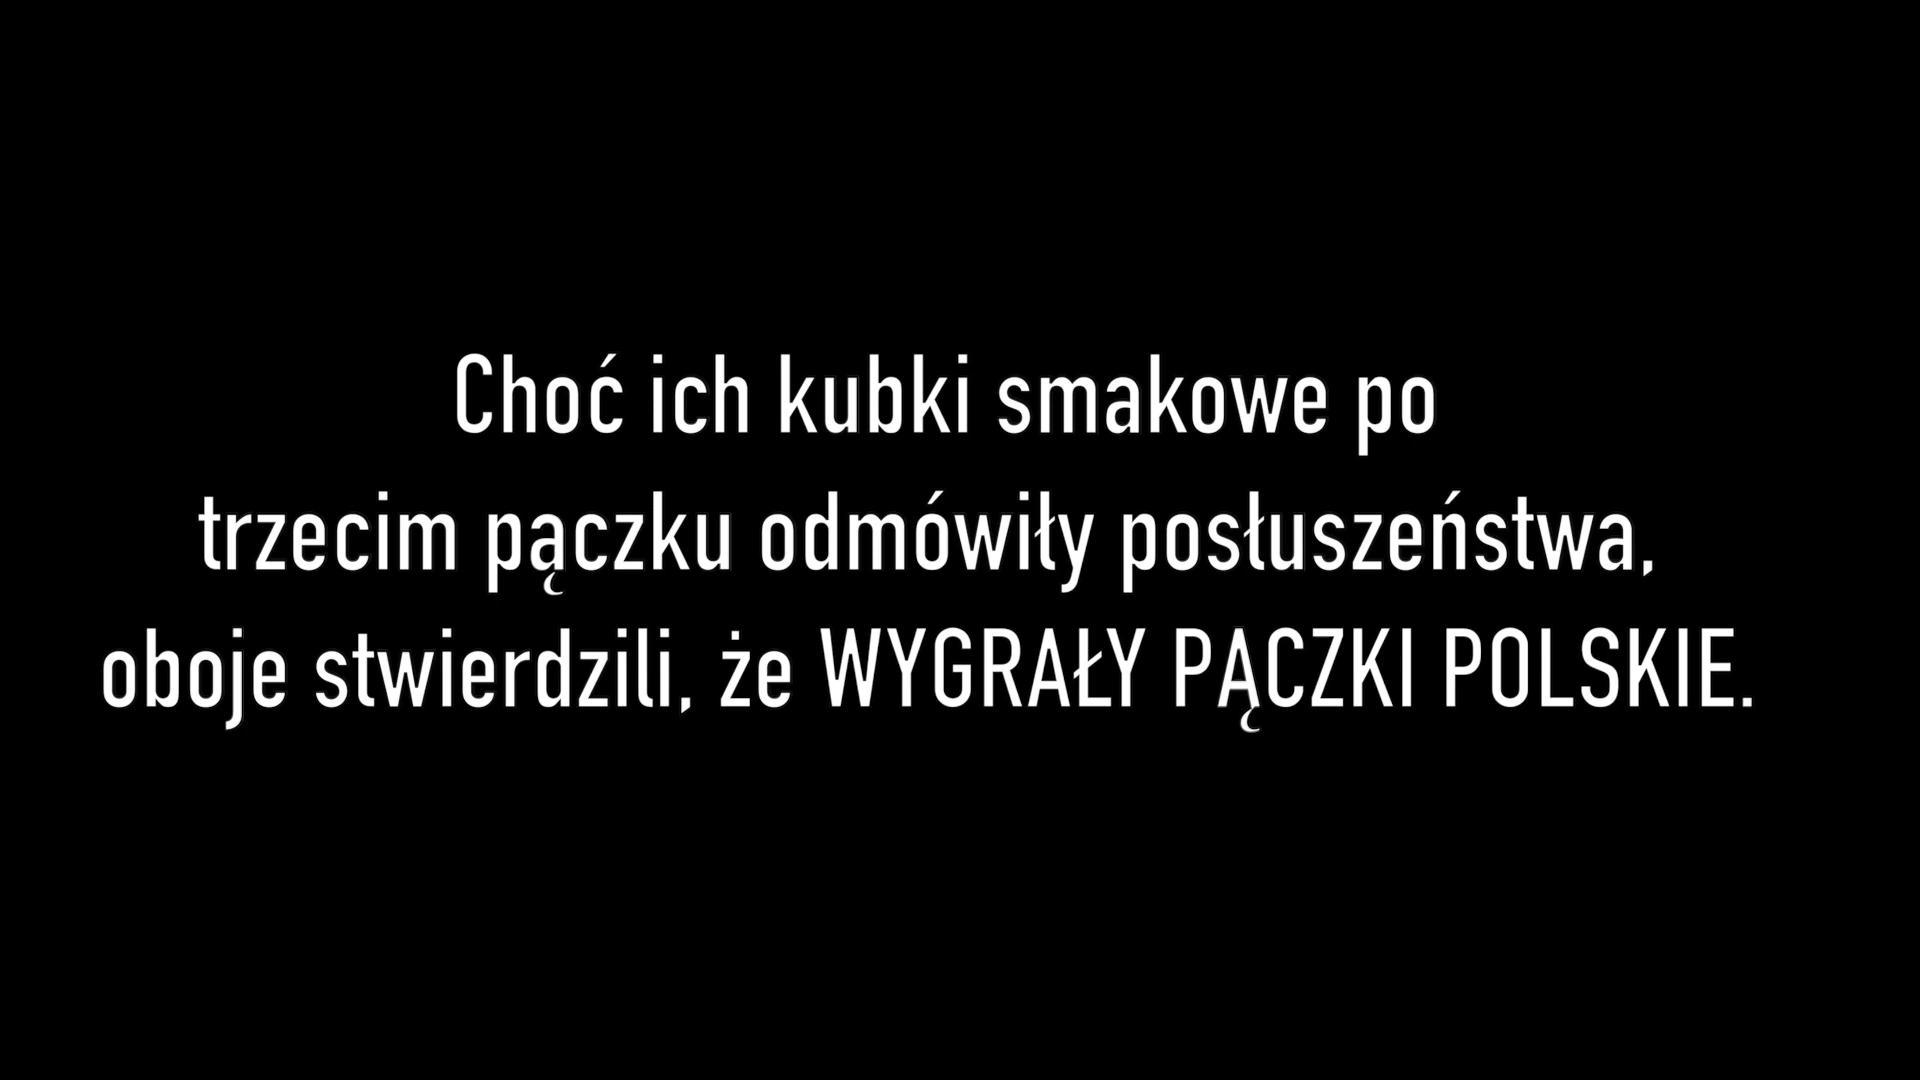 Choć ich kubki smakowe po
trzecim pączku odmówiły posłuszeństwa,
oboje stwierdzili, że WYGRAŁY PĄCZKI POLSKIE.